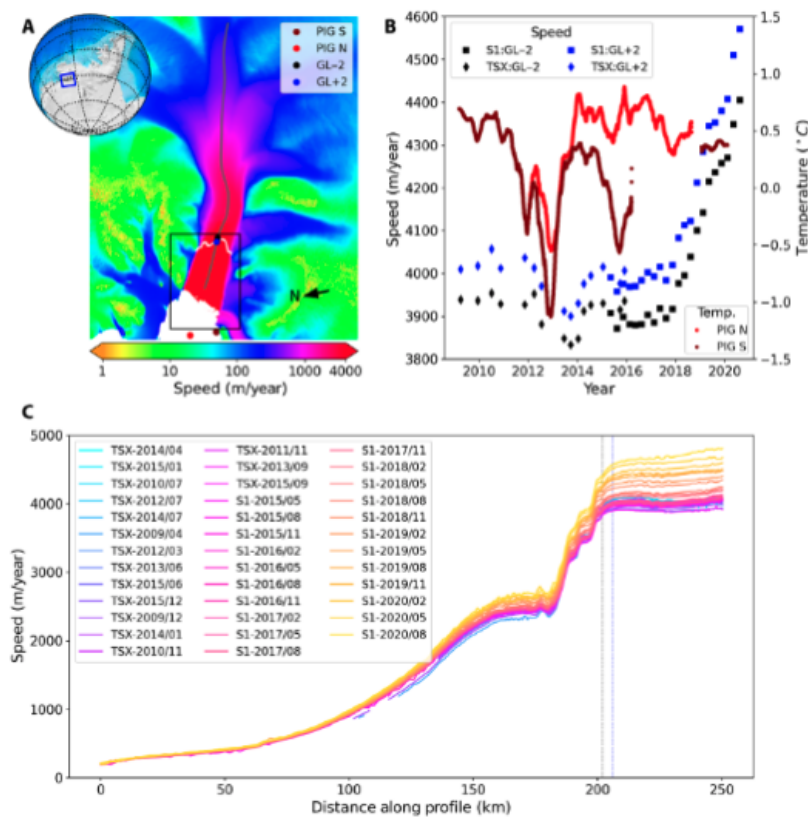 A
PIG S
PIG N
GL−2
GL+2
N
1 10 100 1000 4000
Speed (m/year)
B
Speed
S1:GL−2 S1:GL+2
TSX:GL−2 TSX:GL+2
4600
4500
4400
4300
4200
4100
4000
3900
3800
Speed (m/year)
1.5
1.0
0.5
0.0
−0.5
−1.0
−1.5
Temperature (°C)
Temp.
PIG N
PIG S
2010 2012 2014 2016 2018 2020
Year
C
5000
4000
3000
2000
1000
0
Speed (m/year)
TSX-2014/04
TSX-2015/01
TSX-2010/07
TSX-2012/07
TSX-2014/07
TSX-2009/04
TSX-2012/03
TSX-2013/06
TSX-2015/06
TSX-2015/12
TSX-2009/12
TSX-2014/01
TSX-2010/11
TSX-2011/11
TSX-2013/09
TSX-2015/09
S1-2015/05
S1-2015/08
S1-2015/11
S1-2016/02
S1-2016/05
S1-2016/08
S1-2016/11
S1-2017/02
S1-2017/05
S1-2017/08
S1-2017/11
S1-2018/02
S1-2018/05
S1-2018/08
S1-2018/11
S1-2019/02
S1-2019/05
S1-2019/08
S1-2019/11
S1-2020/02
S1-2020/05
S1-2020/08
0 50 100 150 200 250
Distance along profile (km)